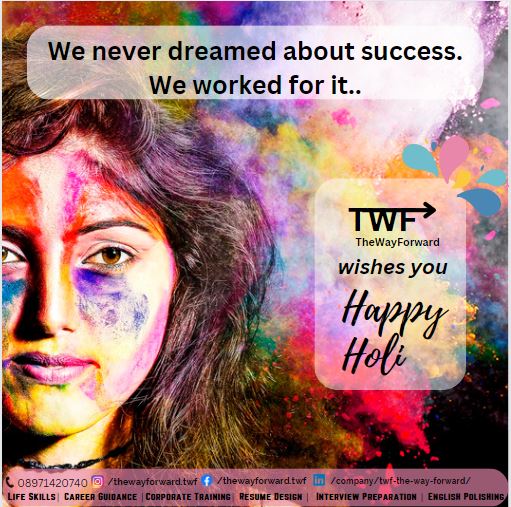 We never dreamed about success.
We worked for it..
TWF
TheWayForward
wishes you
Happy
Holi
08971420740 /thewayforward.twf /thewayforward.twf /company/twf-the-way-forward/
Life Skills| Career Guidance |Corporate Training| Resume Design | Interview Preparation | English Polishing